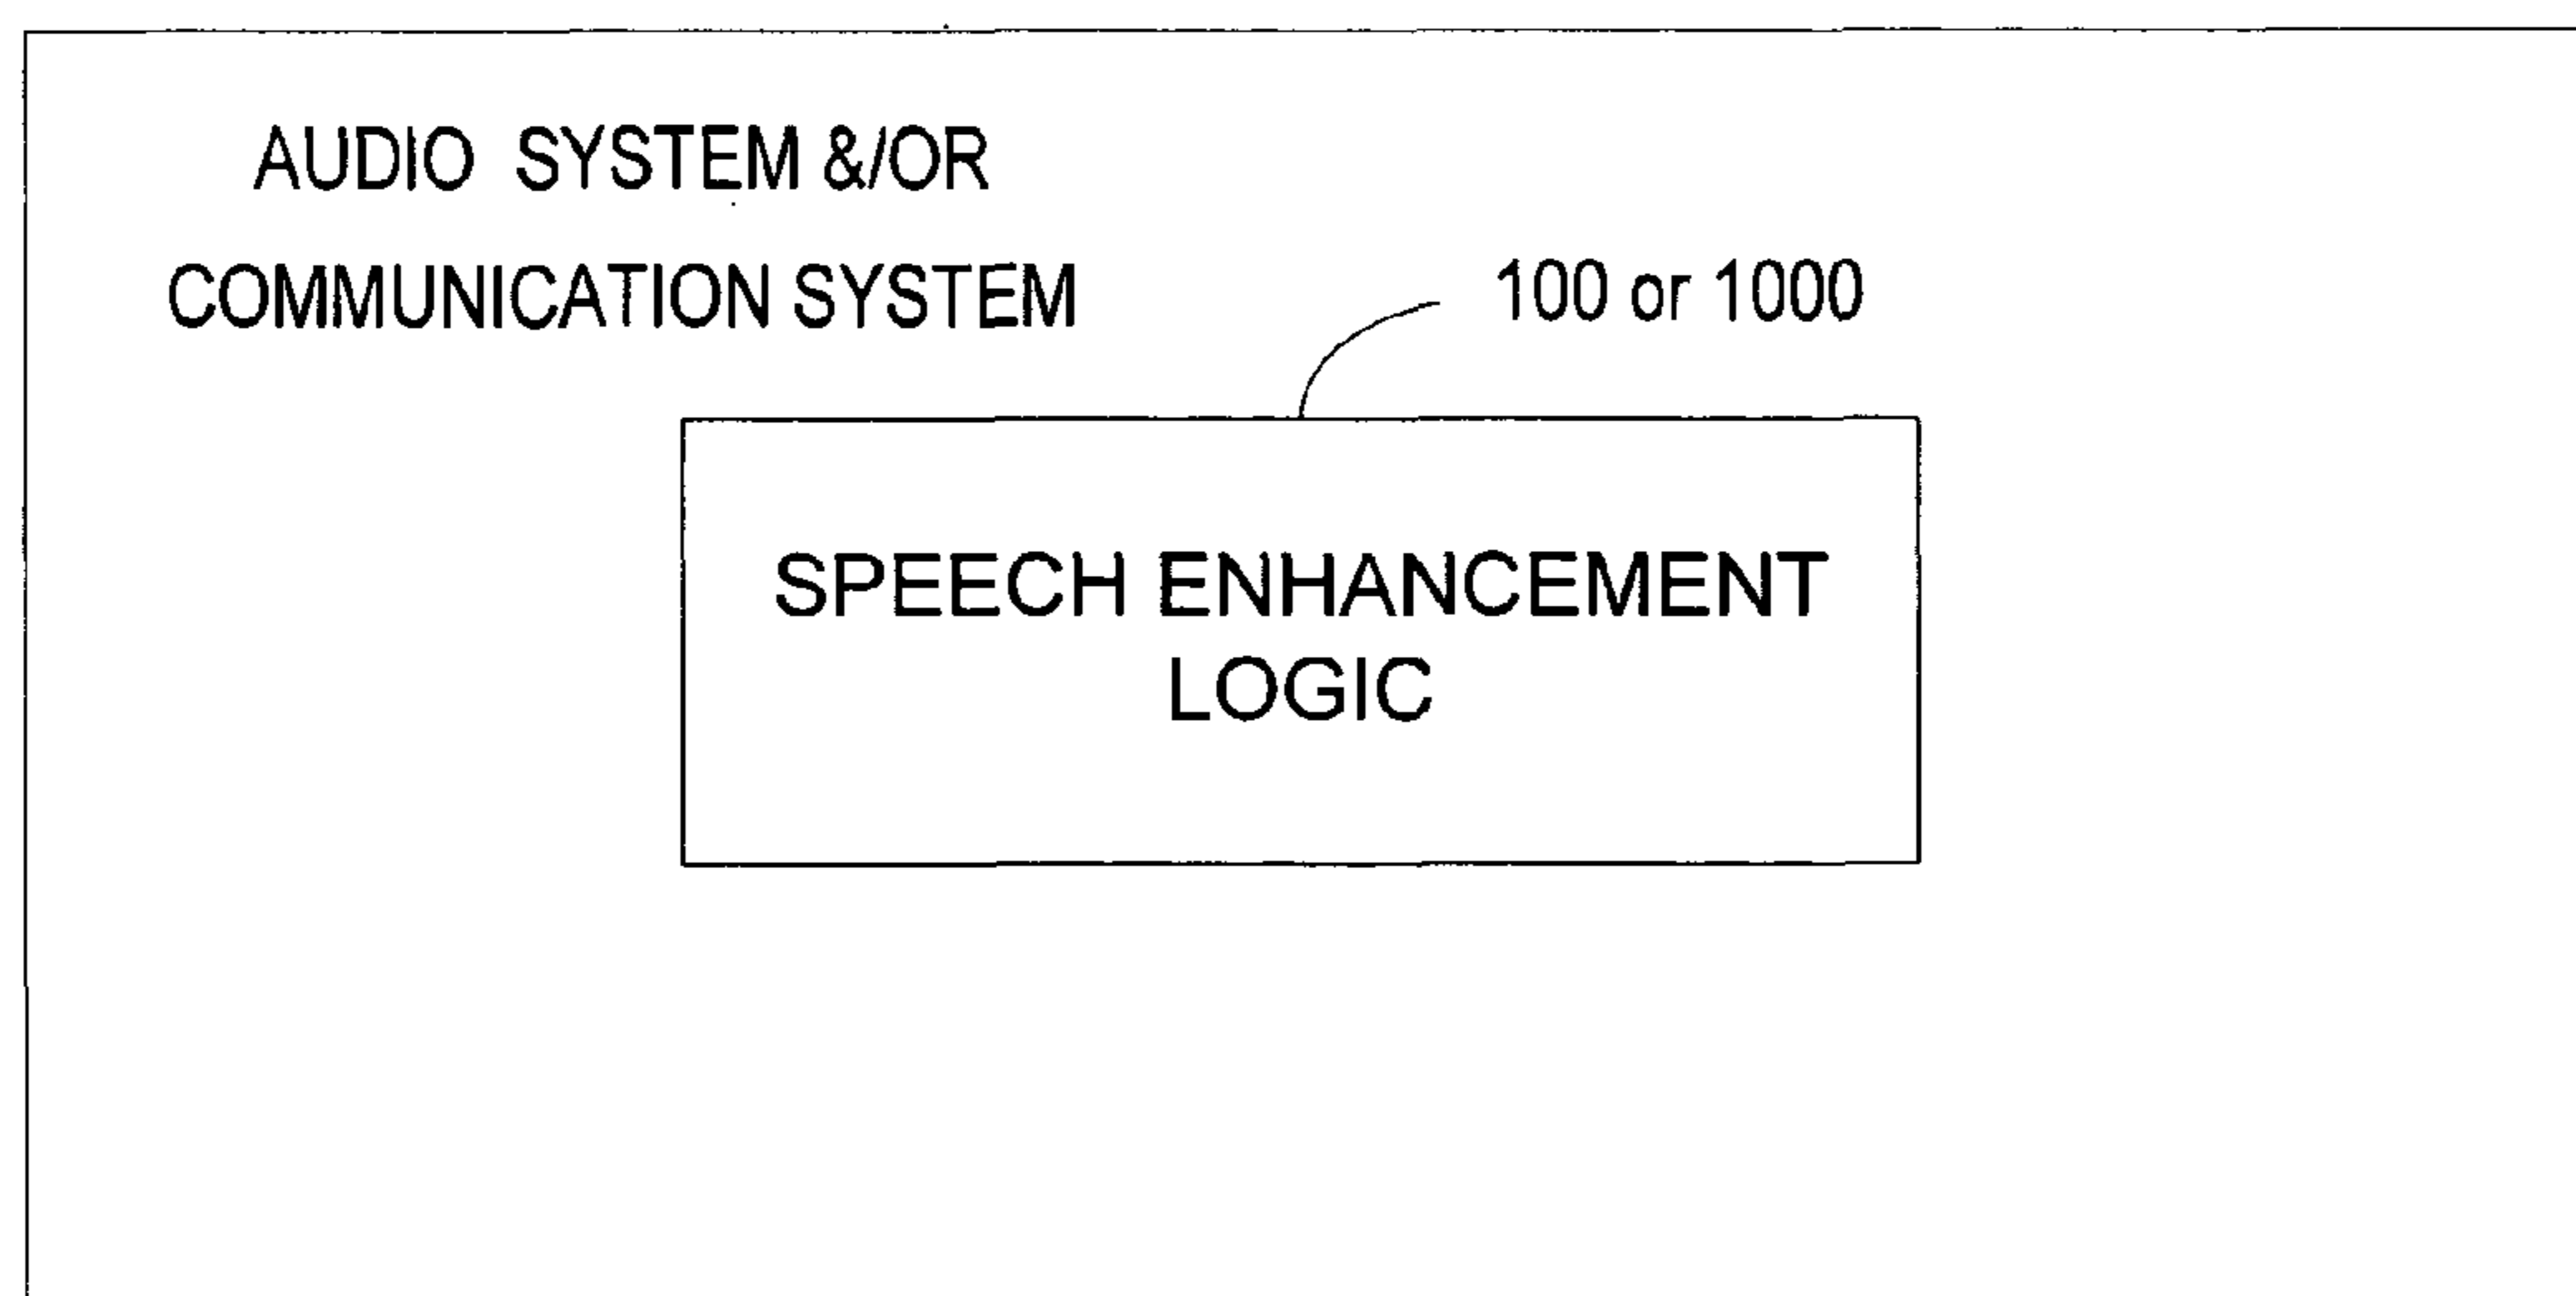 AUDIO SYSTEM &/OR
COMMUNICATION SYSTEM
100 or 1000
SPEECH ENHANCEMENT
LOGIC